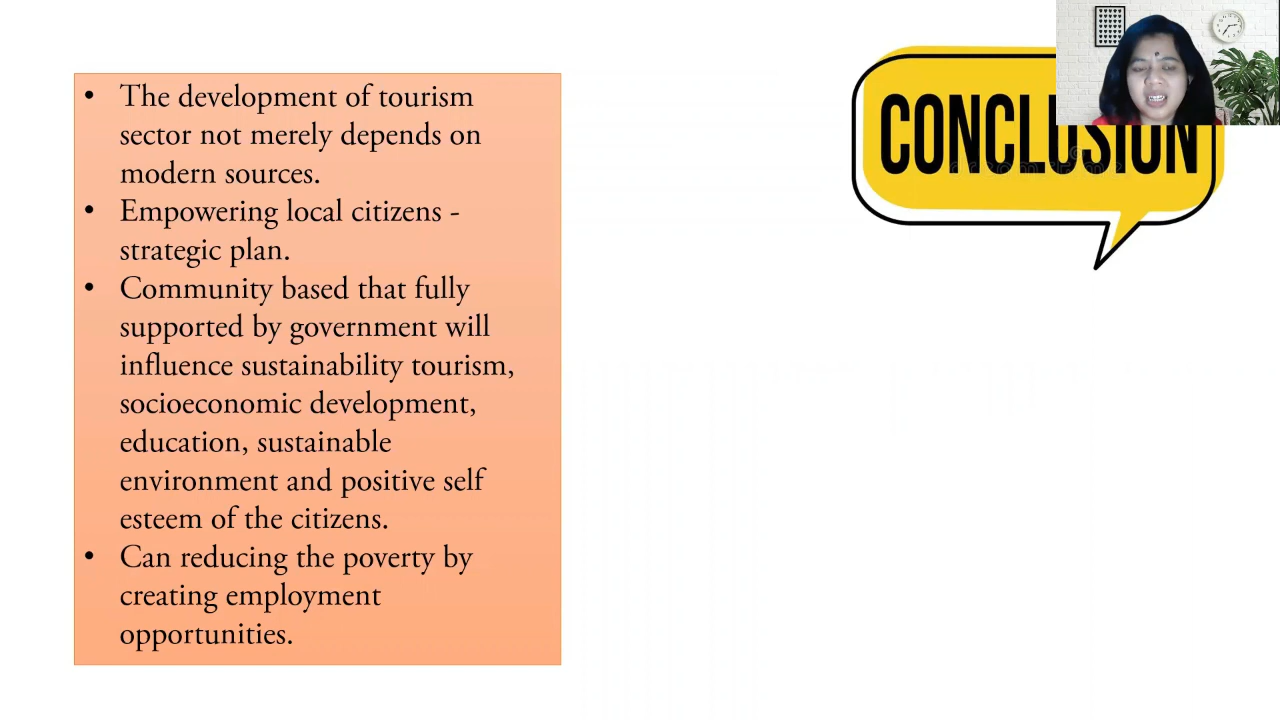 • The development of tourism
sector not merely depends on
modern sources.
• Empowering local citizens -
strategic plan.
• Community based that fully
supported by government will
influence sustainability tourism,
socioeconomic development,
education, sustainable
environment and positive self
esteem of the citizens.
• Can reducing the poverty by
creating employment
opportunities.
CONCLUSION